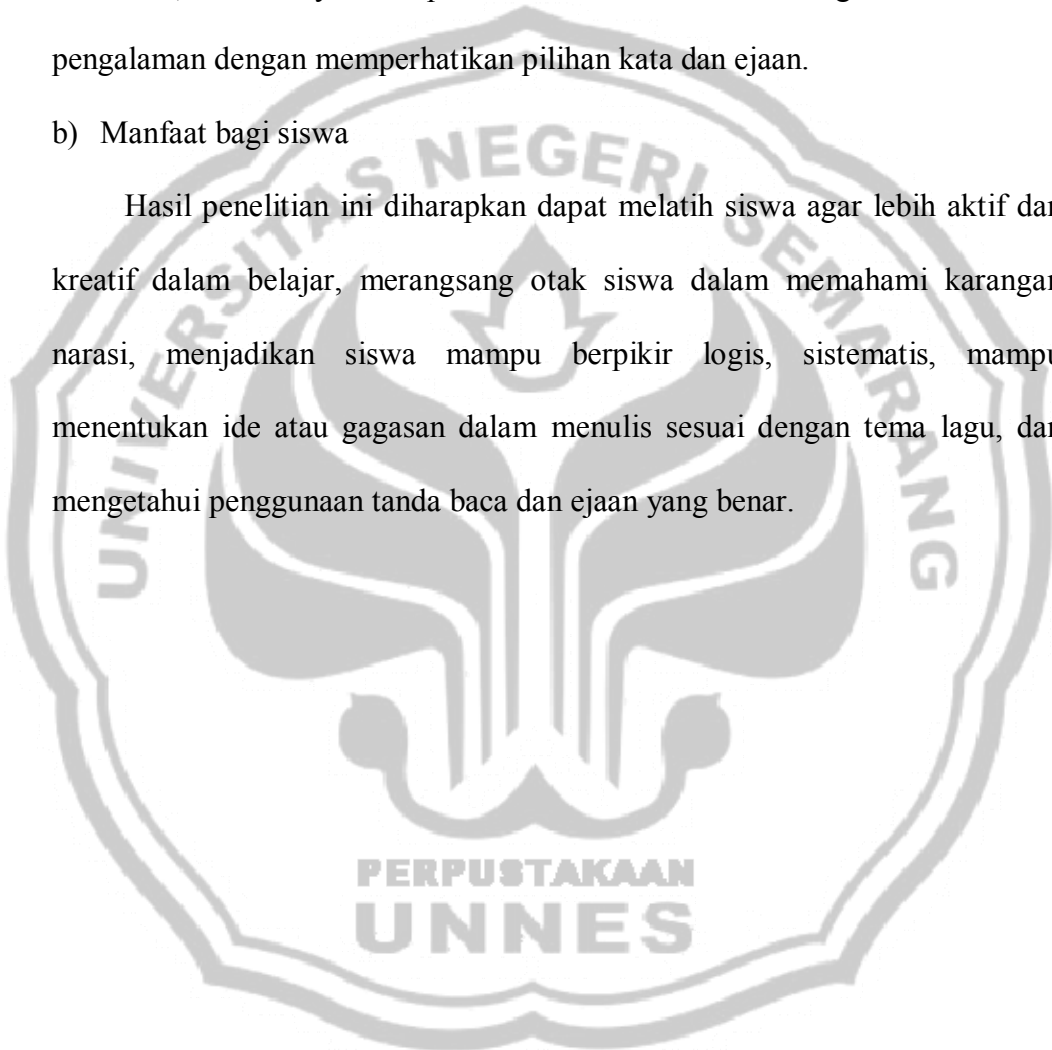 pengalaman dengan memperhatikan pilihan kata dan ejaan.
b) Manfaat bagi siswa
Hasil penelitian ini diharapkan dapat melatih siswa agar lebih aktif dan
kreatif dalam belajar, merangsang otak siswa dalam memahami karangan
narasi, menjadikan siswa mampu berpikir logis, sistematis, mampu
menentukan ide atau gagasan dalam menulis sesuai dengan tema lagu, dan
mengetahui penggunaan tanda baca dan ejaan yang benar.
UNIVERSITAS NEGERI SEMARANG
PERPUSTAKAAN
UNNES